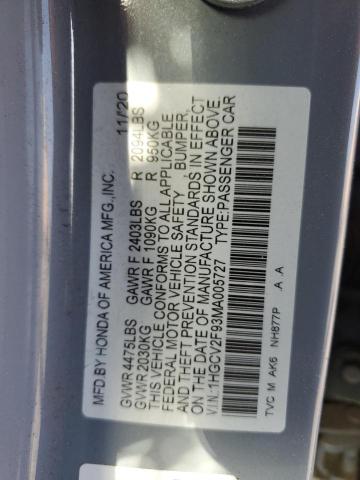 MFD.BY HONDA OF AMERICA MFG.,INC. 11/20
GVWR 4475LBS GAWR F 2403LBS R 2094LBS
GVWR 2030KG GAWR F 1090KG R 950KG
THIS VEHICLE CONFORMS TO ALL APPLICABLE
FEDERAL MOTOR VEHICLE SAFETY , BUMPER,
AND THEFT PREVENTION STANDARDS IN EFFECT
ON THE DATE OF MANUFACTURE SHOWN ABOVE.
V.I.N.:1HGCV2F93MA005727 TYPE:PASSENGER CAR
TVC M AK6 NH877P .A .A